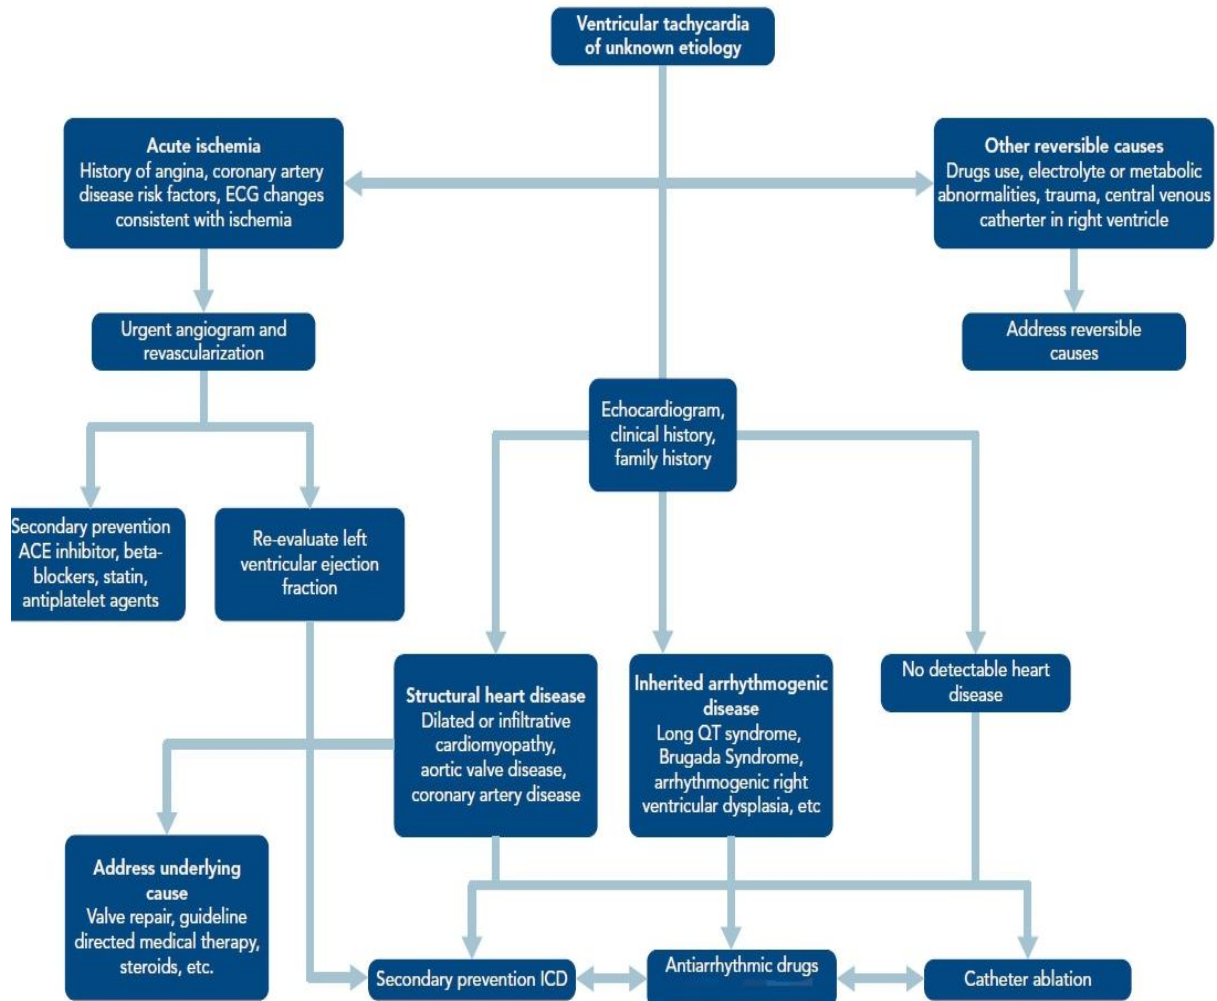 Ventricular tachycardia
of unknown etiology
Acute ischemia
History of angina, coronary artery
disease risk factors, ECG changes
consistent with ischemia
Other reversible causes
Drugs use, electrolyte or metabolic
abnormalities, trauma, central venous
catherter in right ventricle
Urgent angiogram and
revascularization
Address reversible
causes
Echocardiogram,
clinical history,
family history
Secondary prevention
ACE inhibitor, beta-
blockers, statin,
antiplatelet agents
Re-evaluate left
ventricular ejection
fraction
Structural heart disease
Dilated or infiltrative
cardiomyopathy,
aortic valve disease,
coronary artery disease
Inherited arrhythmogenic
disease
Long QT syndrome,
Brugada Syndrome,
arrhythmogenic right
ventricular dysplasia, etc
No detectable heart
disease
Address underlying
cause
Valve repair, guideline
directed medical therapy,
steroids, etc.
Secondary prevention ICD
Antiarrhythmic drugs
Catheter ablation